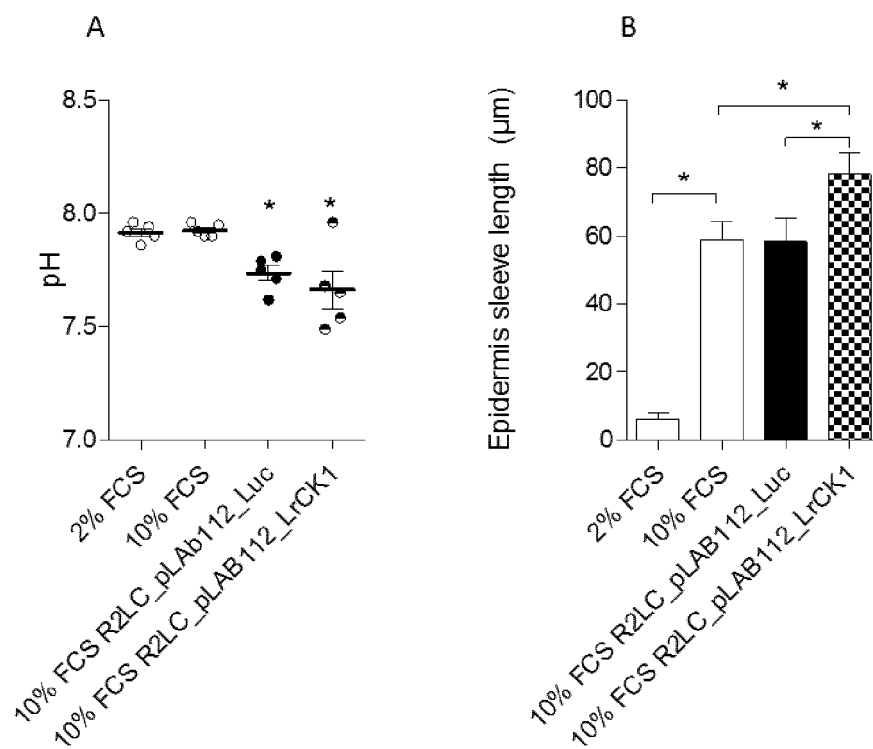 A
pH
8.5
8.0
7.5
7.0
*
*
2% FCS
10% FCS
10% FCS R2LC_pLAb112_Luc
10% FCS R2LC_pLAB112_LrCK1
B
Epidermis sleeve length (µm)
100
80
60
40
20
0
*
*
*
2% FCS
10% FCS
10% FCS R2LC_pLAB112_Luc
10% FCS R2LC_pLAB112_LrCK1